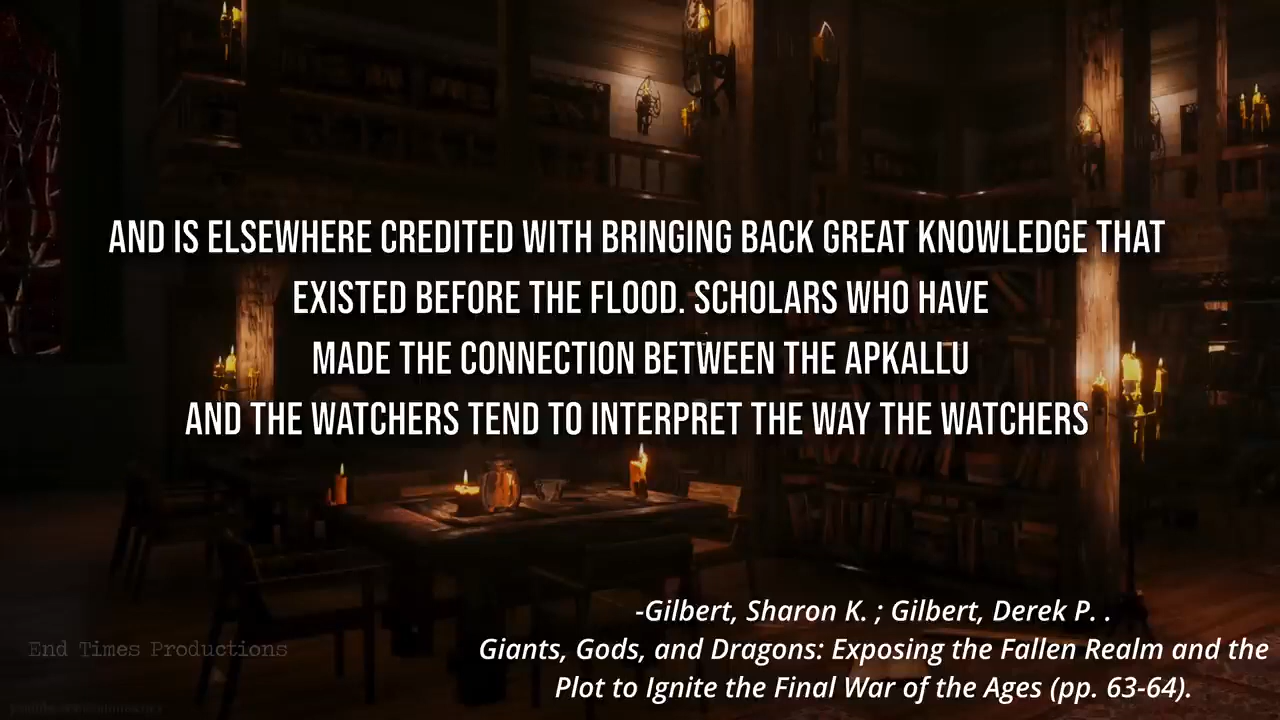 AND IS ELSEWHERE CREDITED WITH BRINGING BACK GREAT KNOWLEDGE THAT
EXISTED BEFORE THE FLOOD. SCHOLARS WHO HAVE
MADE THE CONNECTION BETWEEN THE APKALLU
AND THE WATCHERS TEND TO INTERPRET THE WAY THE WATCHERS
-Gilbert, Sharon K. ; Gilbert, Derek P. .
Giants, Gods, and Dragons: Exposing the Fallen Realm and the
Plot to Ignite the Final War of the Ages (pp. 63-64).
End Times Productions